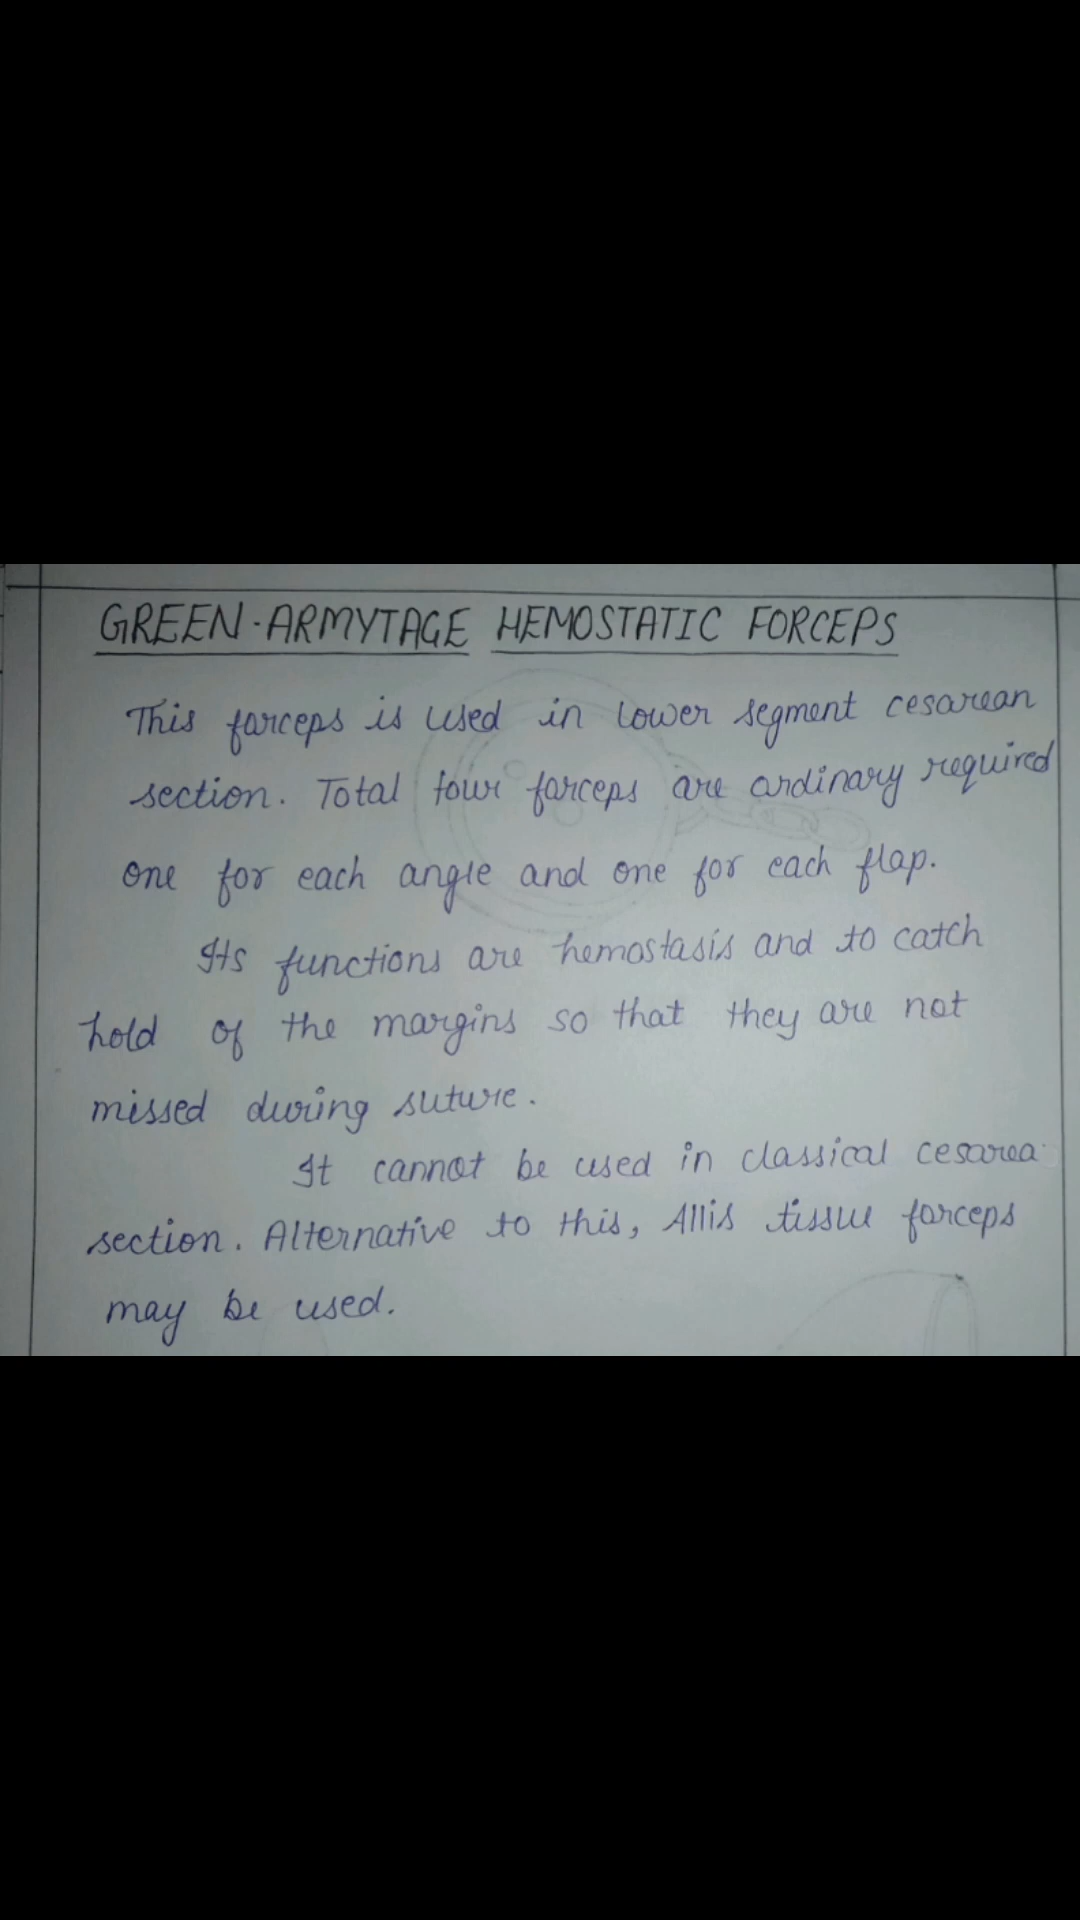 GREEN-ARMYTAGE HEMOSTATIC FORCEPS
This forceps is used in lower segment cesarean
section. Total four forceps are ordinary required
one for each angle and one for each flap.
Its functions are hemostasis and to catch
hold of the margins so that they are not
missed during suture.
It cannot be used in classical cesarea
section. Alternative to this, Allis tissue forceps
may be used.